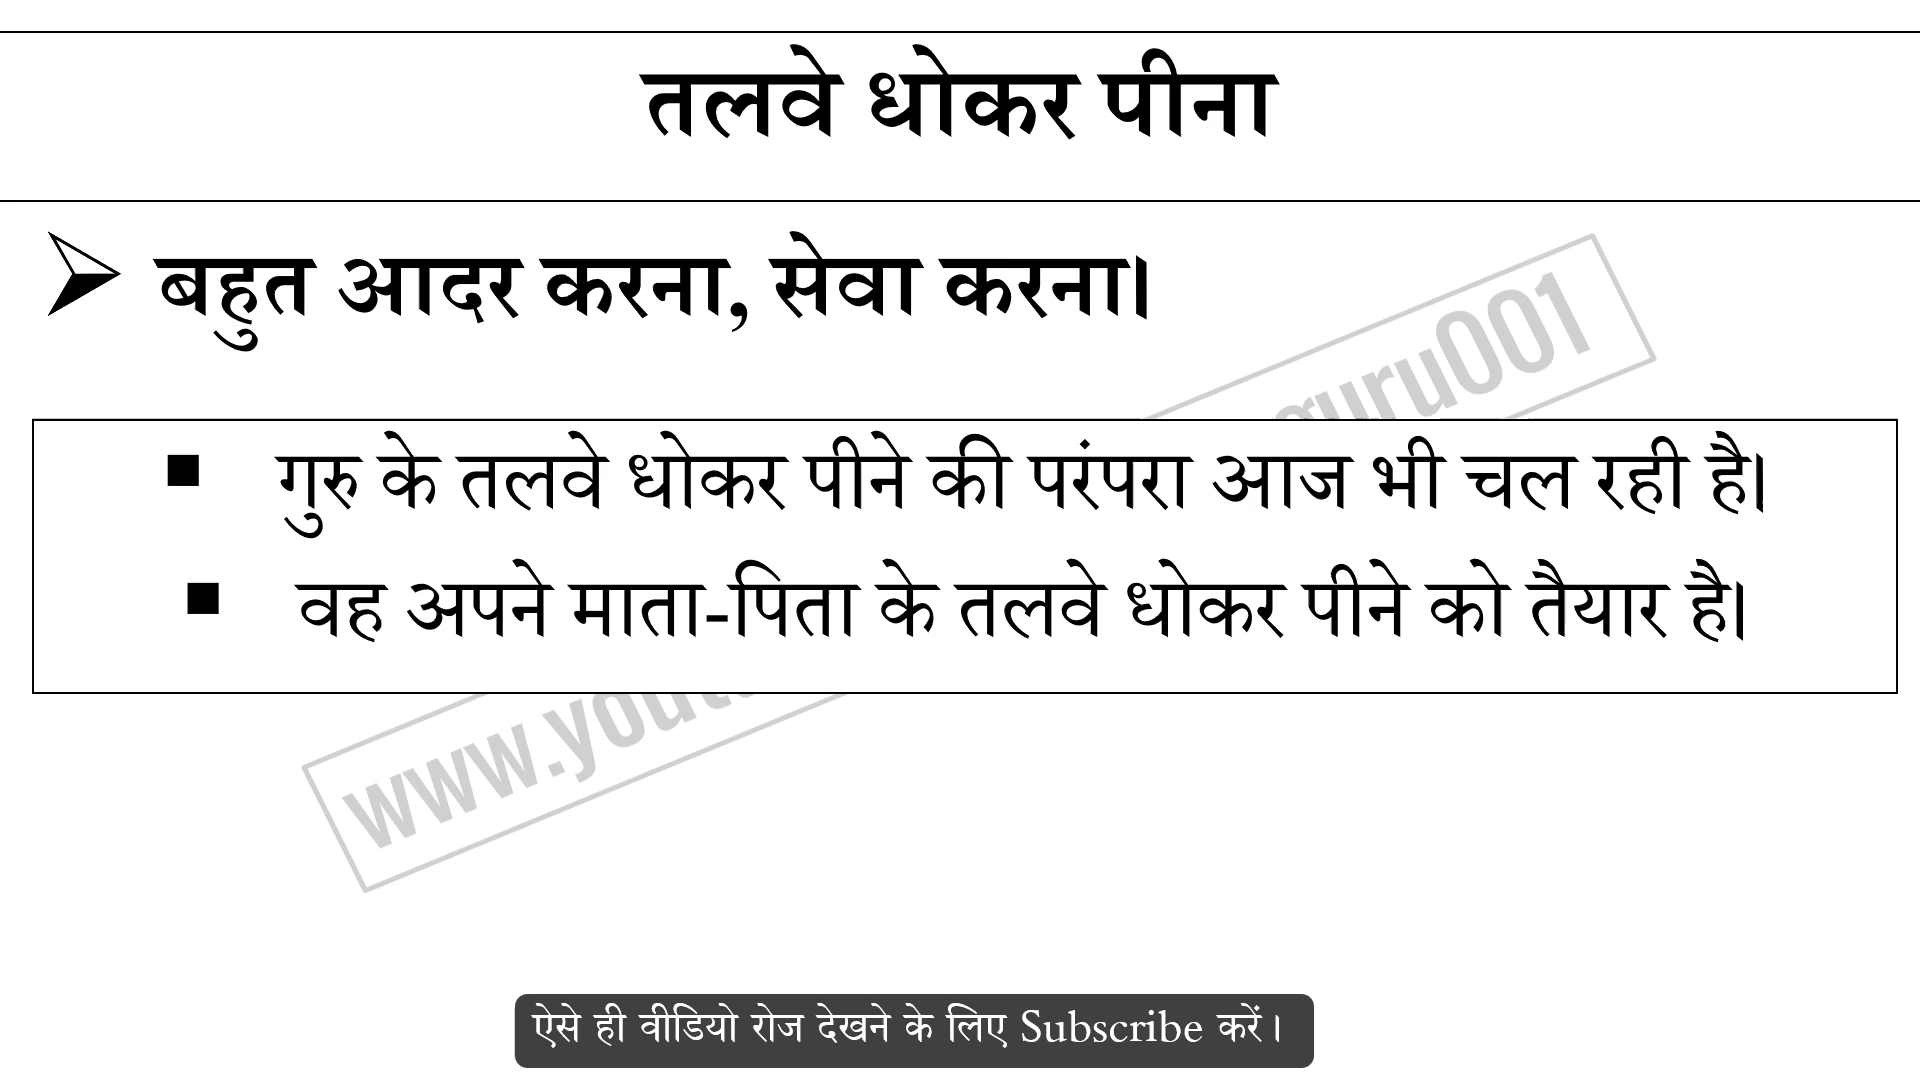 तलवे धोकर पीना
बहुत आदर करना, सेवा करना।
guru001
गुरु के तलवे धोकर पीने की परंपरा आज भी चल रही है।
वह अपने माता-पिता के तलवे धोकर पीने को तैयार है।
ऐसे ही वीडियो रोज देखने के लिए Subscribe करें।